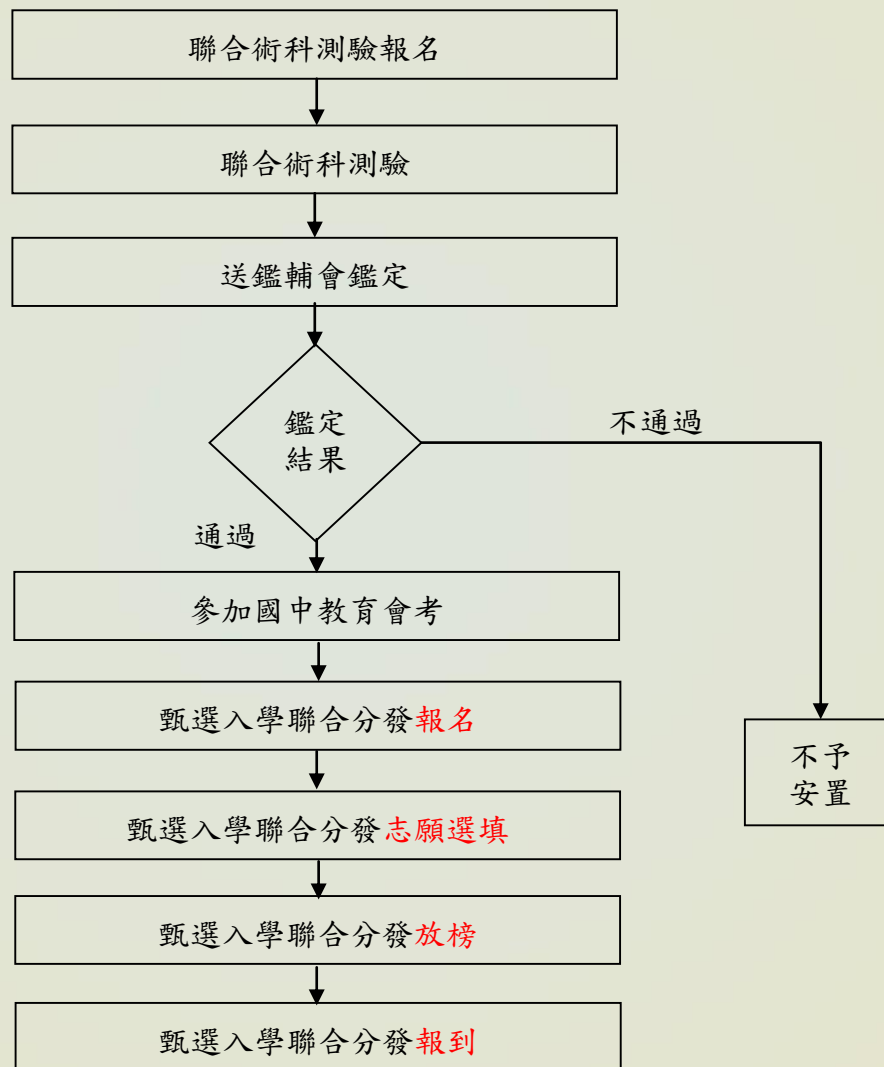 聯合術科測驗報名
聯合術科測驗
送鑑輔會鑑定
鑑定
結果
不通過
通過
參加國中教育會考
甄選入學聯合分發報名
不予
安置
甄選入學聯合分發志願選填
甄選入學聯合分發放榜
甄選入學聯合分發報到